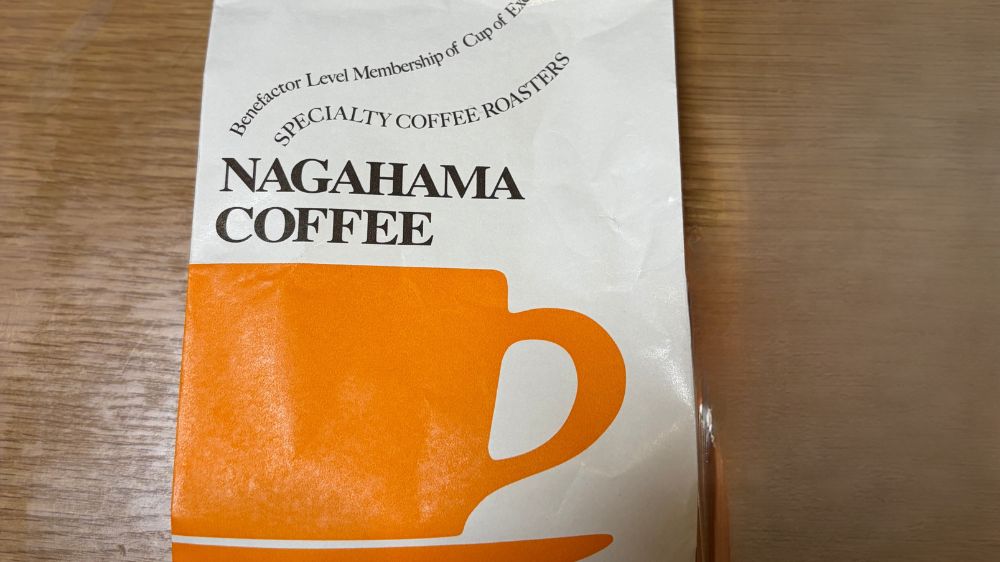 Benefactor Level Membership of Cup of
SPECIALTY COFFEE ROASTERS
NAGAHAMA
COFFEE